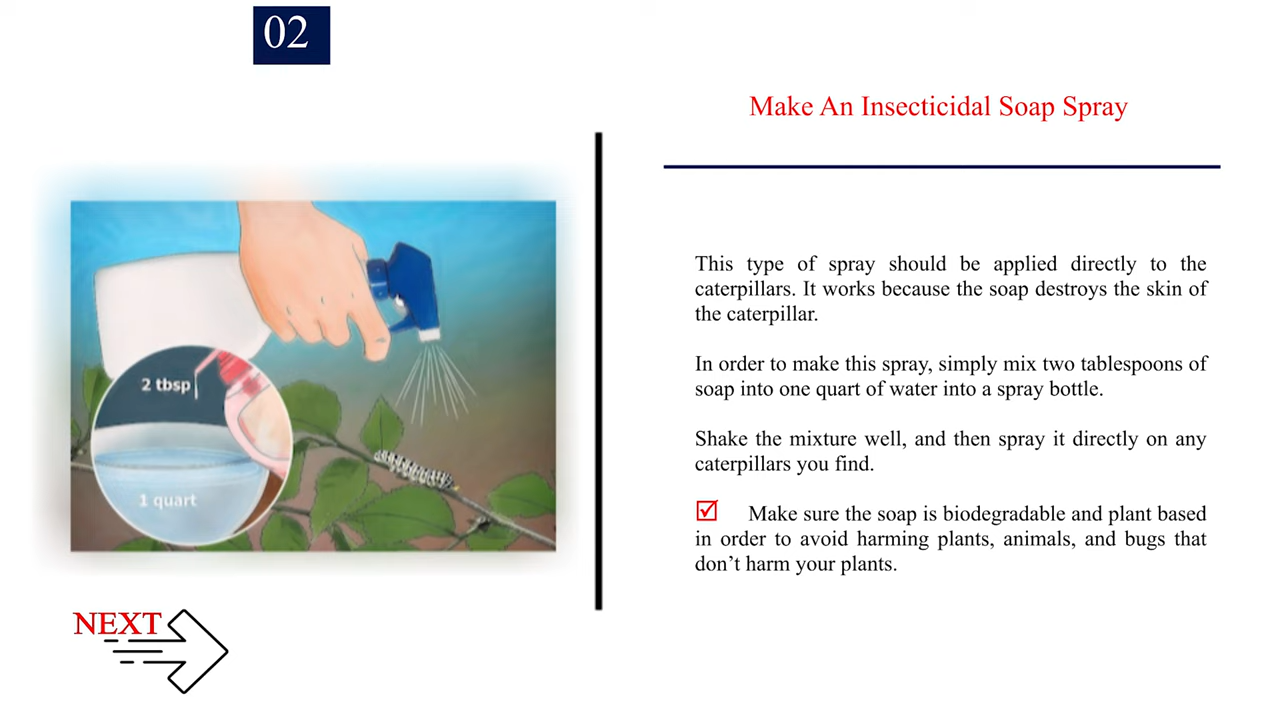 02
Make An Insecticidal Soap Spray
This type of spray should be applied directly to the
caterpillars. It works because the soap destroys the skin of
the caterpillar.
In order to make this spray, simply mix two tablespoons of
soap into one quart of water into a spray bottle.
Shake the mixture well, and then spray it directly on any
caterpillars you find.
Make sure the soap is biodegradable and plant based
in order to avoid harming plants, animals, and bugs that
don’t harm your plants.
2 tbsp
1 quart
NEXT